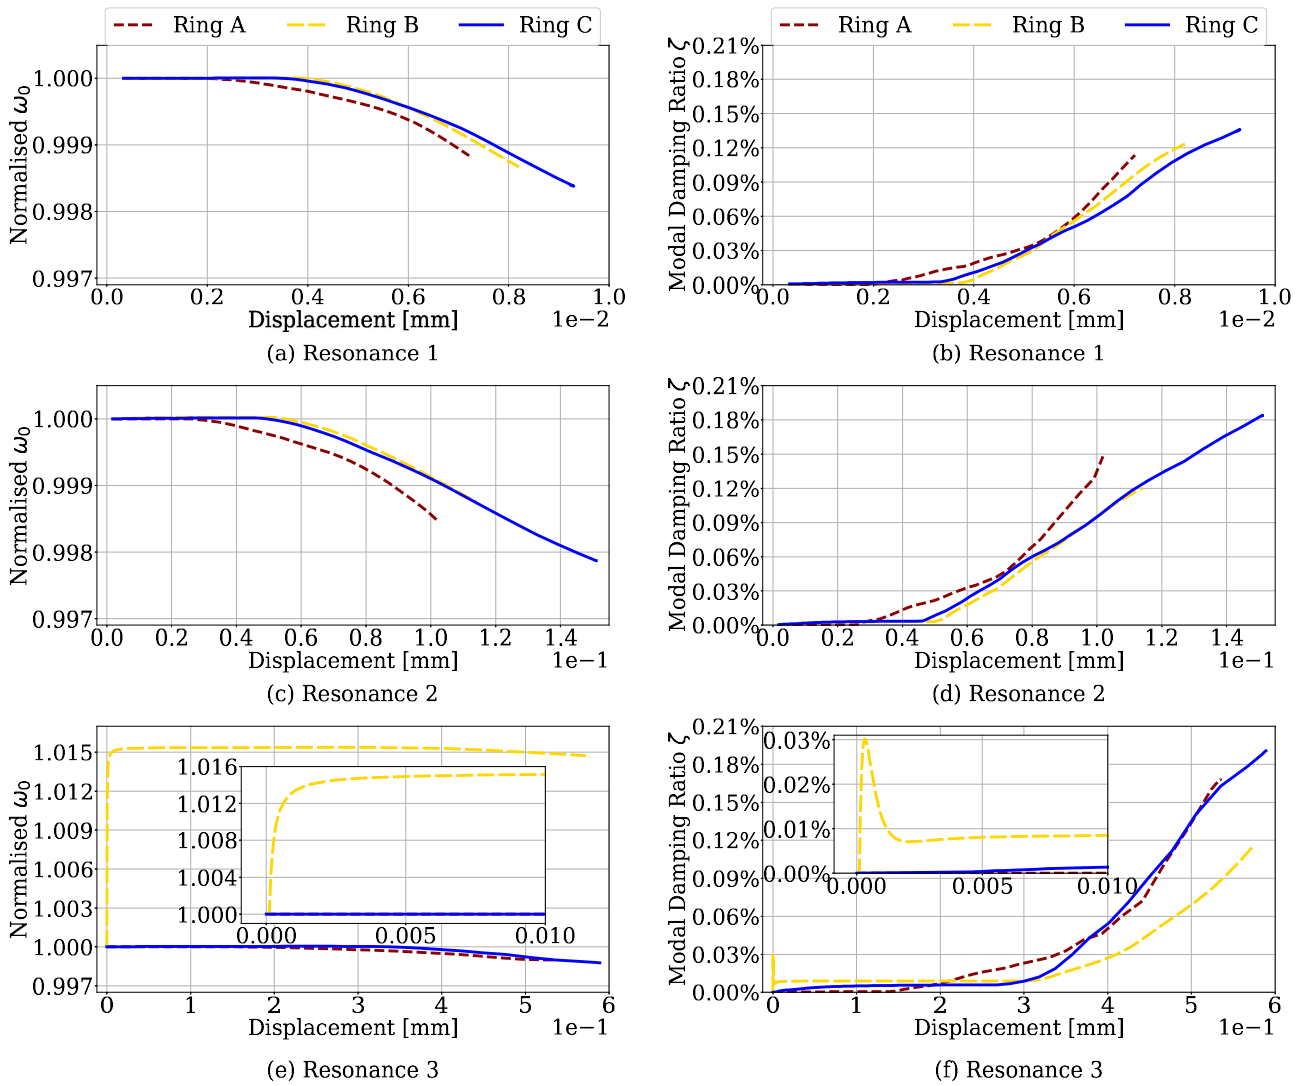 Ring A Ring B Ring C
Normalised ω₀
1.000
0.999
0.998
0.997
0.0 0.2 0.4 0.6 0.8 1.0
Displacement [mm]
1e−2
(a) Resonance 1
Ring A Ring B Ring C
Modal Damping Ratio ζ
0.21%
0.18%
0.15%
0.12%
0.09%
0.06%
0.03%
0.00%
0.0 0.2 0.4 0.6 0.8 1.0
Displacement [mm]
1e−2
(b) Resonance 1
Normalised ω₀
1.000
0.999
0.998
0.997
0.0 0.2 0.4 0.6 0.8 1.0 1.2 1.4
Displacement [mm]
1e−1
(c) Resonance 2
Modal Damping Ratio ζ
0.21%
0.18%
0.15%
0.12%
0.09%
0.06%
0.03%
0.00%
0.0 0.2 0.4 0.6 0.8 1.0 1.2 1.4
Displacement [mm]
1e−1
(d) Resonance 2
Normalised ω₀
1.015
1.012
1.009
1.006
1.003
1.000
0.997
1.016
1.012
1.008
1.004
1.000
0.000 0.005 0.010
0 1 2 3 4 5 6
Displacement [mm]
1e−1
(e) Resonance 3
Modal Damping Ratio ζ
0.21%
0.18%
0.15%
0.12%
0.09%
0.06%
0.03%
0.00%
0.03%
0.02%
0.01%
0.00%
0.000 0.005 0.010
0 1 2 3 4 5 6
Displacement [mm]
1e−1
(f) Resonance 3